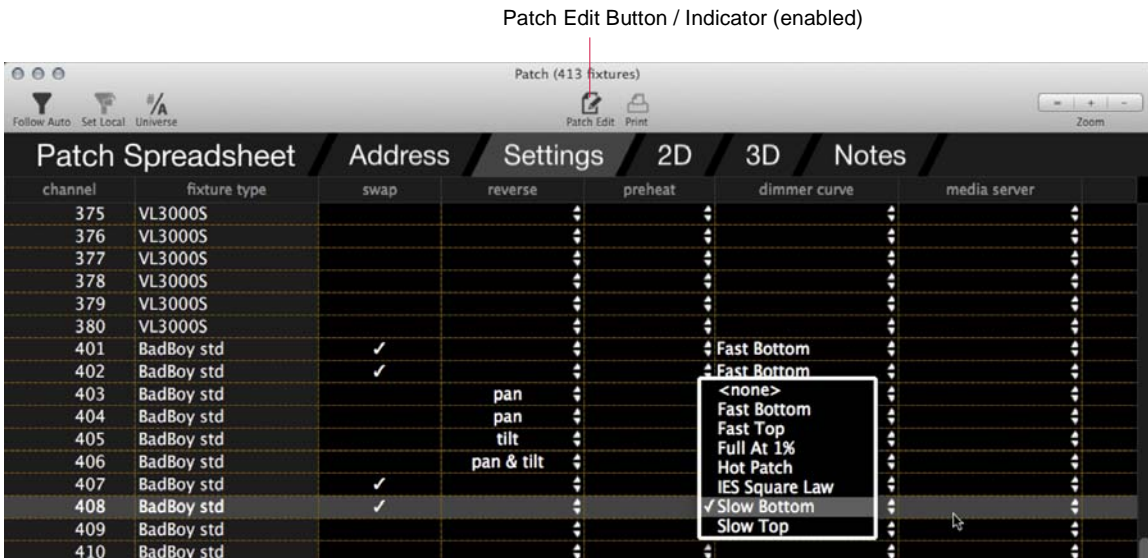 Patch Edit Button / Indicator (enabled)
Patch (413 fixtures)
Follow Auto Set Local Universe Patch Edit Print Zoom
#/A
= + -
Patch Spreadsheet Address Settings 2D 3D Notes
channel fixture type swap reverse preheat dimmer curve media server
375 VL3000S
376 VL3000S
377 VL3000S
378 VL3000S
379 VL3000S
380 VL3000S
401 BadBoy std ✓ Fast Bottom
402 BadBoy std ✓ Fast Bottom
403 BadBoy std pan
404 BadBoy std pan
405 BadBoy std tilt
406 BadBoy std pan & tilt
407 BadBoy std ✓
408 BadBoy std ✓
409 BadBoy std
410 BadBoy std
<none>
Fast Bottom
Fast Top
Full At 1%
Hot Patch
IES Square Law
✓ Slow Bottom
Slow Top